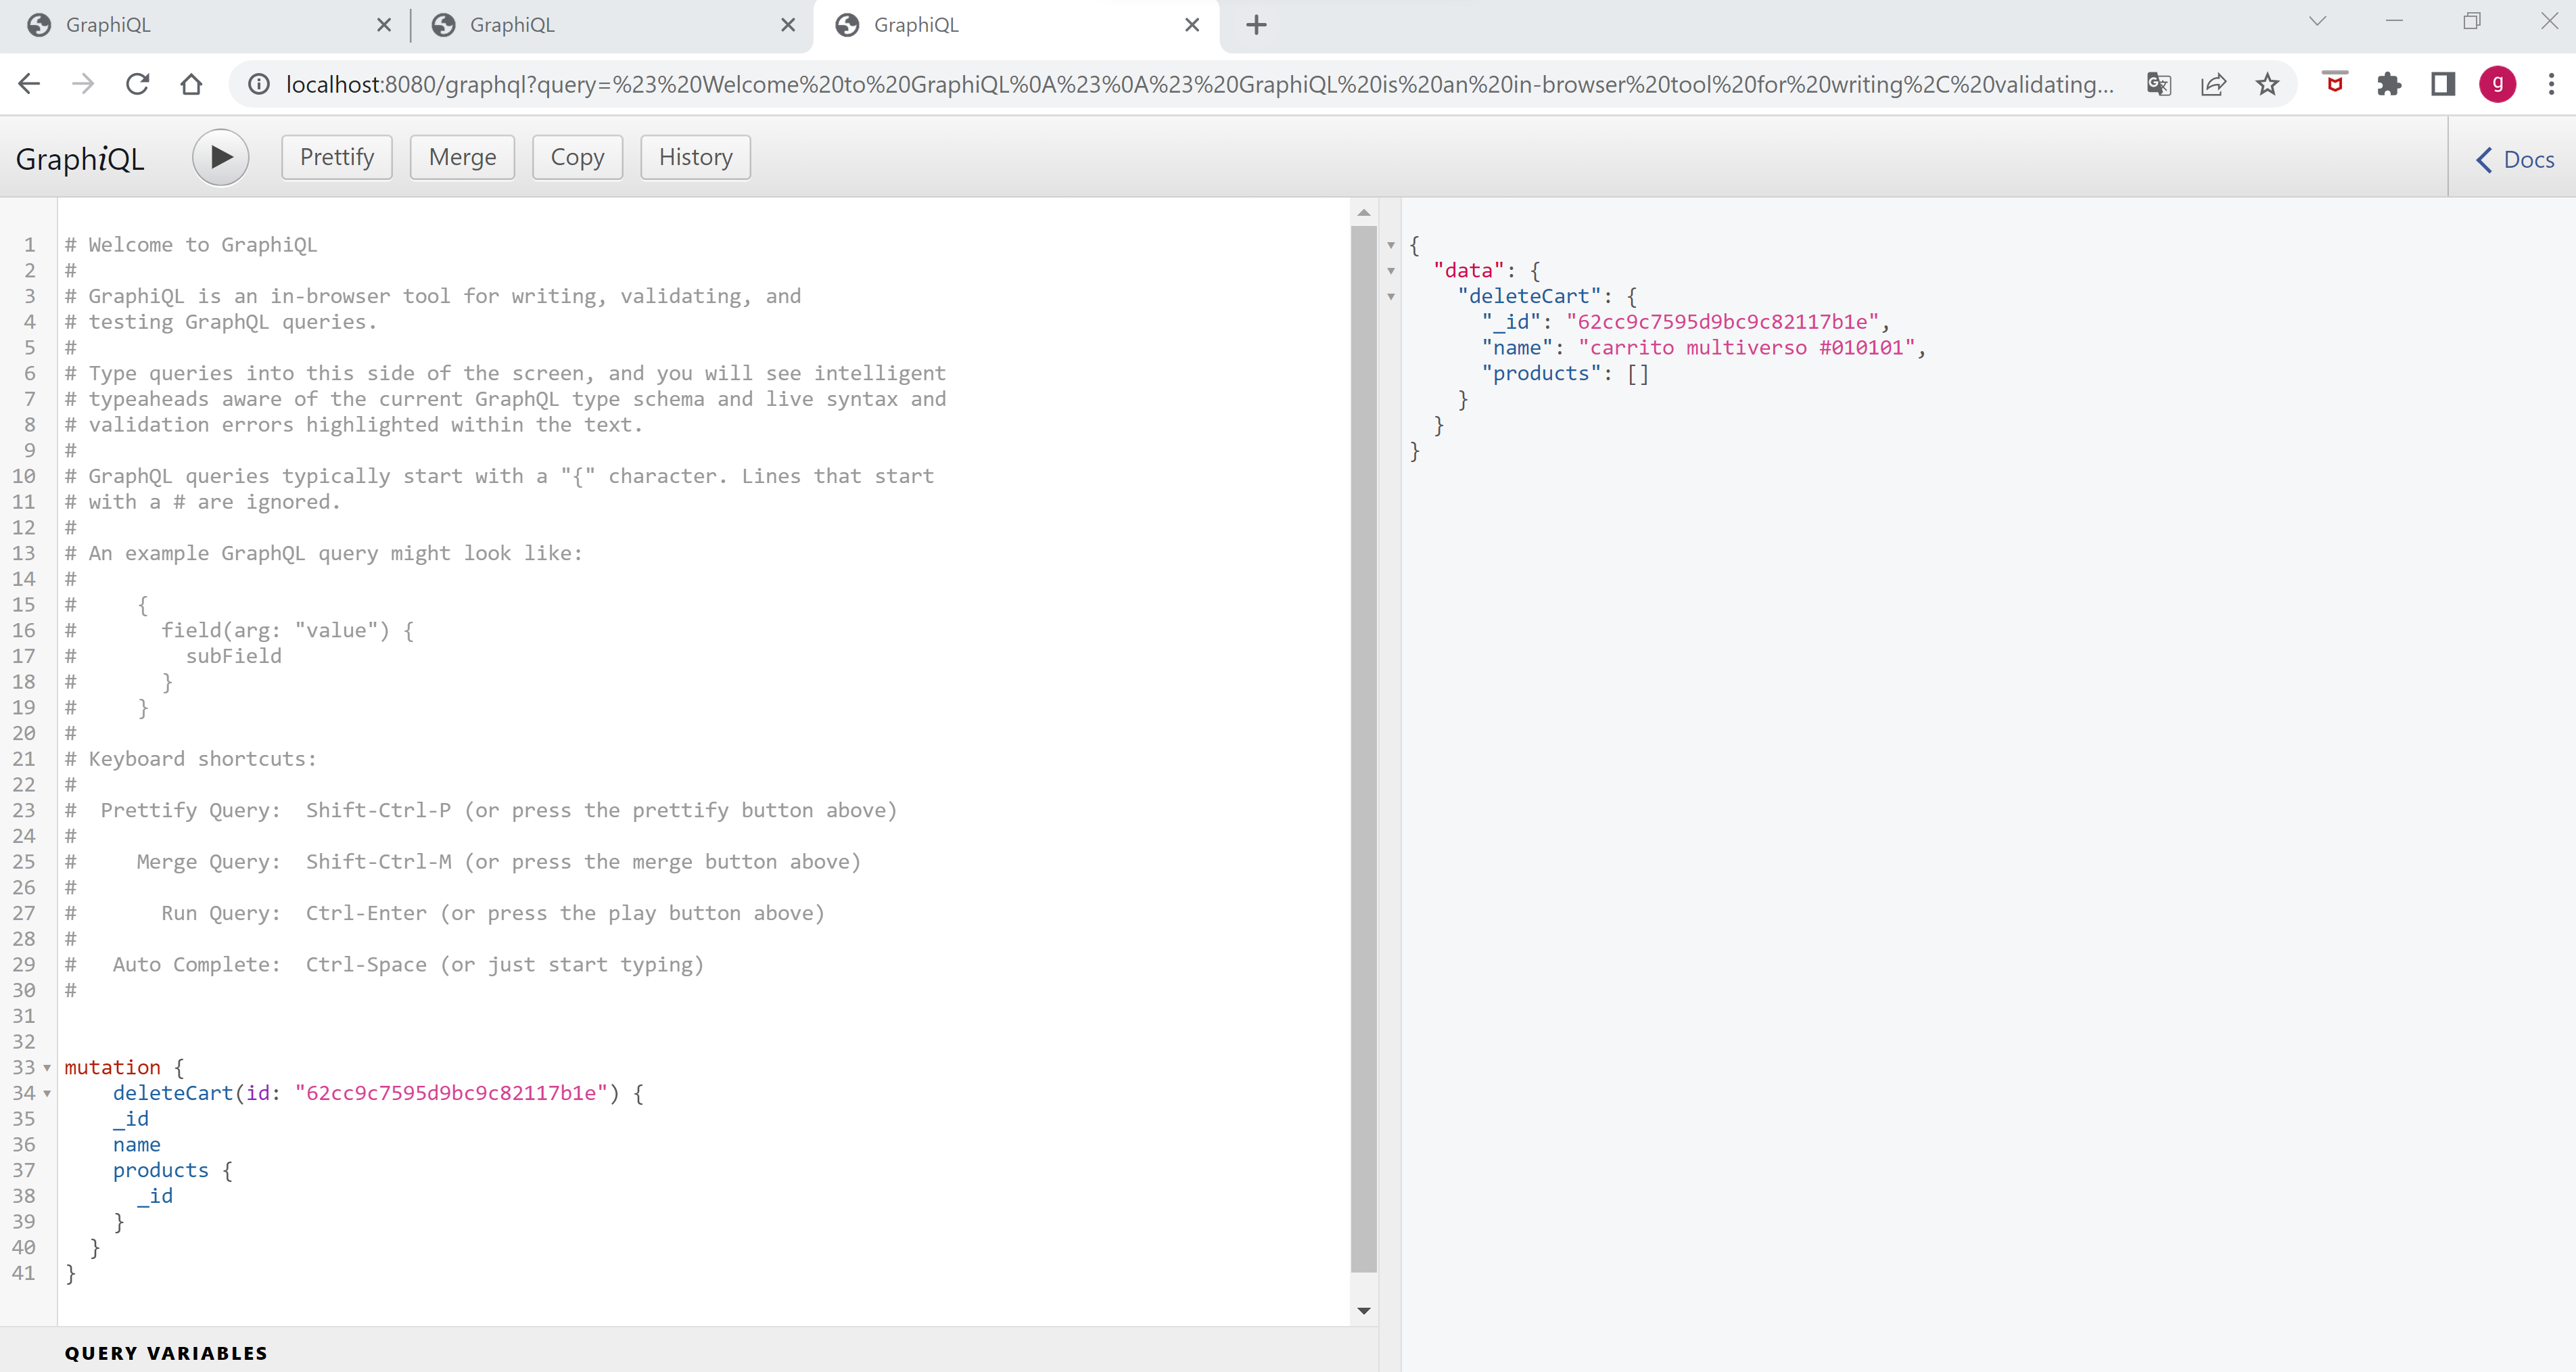 GraphiQL
GraphiQL
GraphiQL
localhost:8080/graphql?query=%23%20Welcome%20to%20GraphiQL%0A%23%0A%23%20GraphiQL%20is%20an%20in-browser%20tool%20for%20writing%2C%20validating...
g
GraphiQL
Prettify
Merge
Copy
History
Docs
1 # Welcome to GraphiQL
2 #
3 # GraphiQL is an in-browser tool for writing, validating, and
4 # testing GraphQL queries.
5 #
6 # Type queries into this side of the screen, and you will see intelligent
7 # typeaheads aware of the current GraphQL type schema and live syntax and
8 # validation errors highlighted within the text.
9 #
10 # GraphQL queries typically start with a "{" character. Lines that start
11 # with a # are ignored.
12 #
13 # An example GraphQL query might look like:
14 #
15 #     {
16 #       field(arg: "value") {
17 #         subField
18 #       }
19 #     }
20 #
21 # Keyboard shortcuts:
22 #
23 #  Prettify Query:  Shift-Ctrl-P (or press the prettify button above)
24 #
25 #     Merge Query:  Shift-Ctrl-M (or press the merge button above)
26 #
27 #       Run Query:  Ctrl-Enter (or press the play button above)
28 #
29 #   Auto Complete:  Ctrl-Space (or just start typing)
30 #
31
32
33 mutation {
34     deleteCart(id: "62cc9c7595d9bc9c82117b1e") {
35     _id
36     name
37     products {
38       _id
39     }
40   }
41 }
QUERY VARIABLES
{
  "data": {
    "deleteCart": {
      "_id": "62cc9c7595d9bc9c82117b1e",
      "name": "carrito multiverso #010101",
      "products": []
    }
  }
}